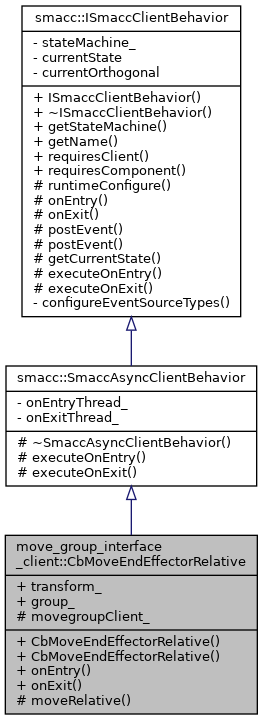 smacc::ISmaccClientBehavior
- stateMachine_
- currentState
- currentOrthogonal
+ ISmaccClientBehavior()
+ ~ISmaccClientBehavior()
+ getStateMachine()
+ getName()
+ requiresClient()
+ requiresComponent()
# runtimeConfigure()
# onEntry()
# onExit()
# postEvent()
# postEvent()
# getCurrentState()
# executeOnEntry()
# executeOnExit()
- configureEventSourceTypes()
smacc::SmaccAsyncClientBehavior
- onEntryThread_
- onExitThread_
# ~SmaccAsyncClientBehavior()
# executeOnEntry()
# executeOnExit()
move_group_interface
_client::CbMoveEndEffectorRelative
+ transform_
+ group_
# movegroupClient_
+ CbMoveEndEffectorRelative()
+ CbMoveEndEffectorRelative()
+ onEntry()
+ onExit()
# moveRelative()